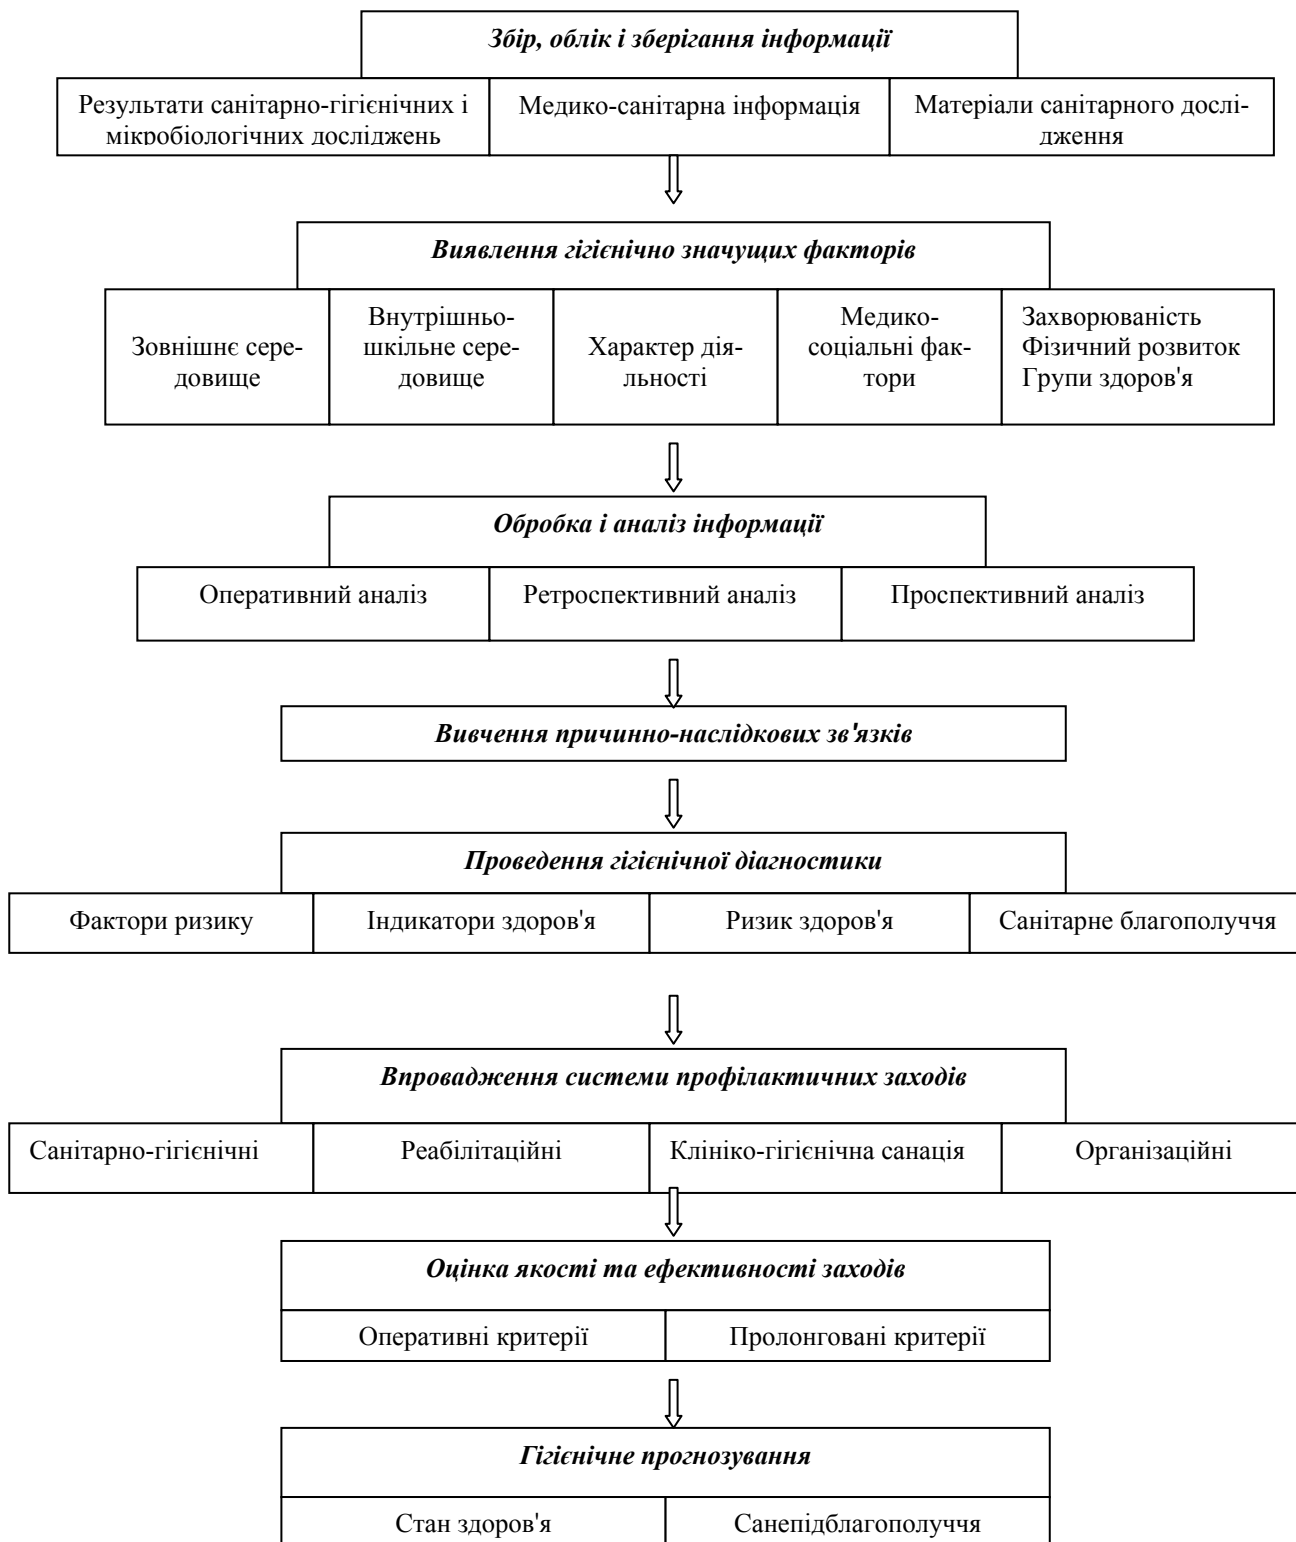 Збір, облік і зберігання інформації
Результати санітарно-гігієнічних і
мікробіологічних досліджень
Медико-санітарна інформація
Матеріали санітарного дослі-
дження
Виявлення гігієнічно значущих факторів
Зовнішнє сере-
довище
Внутрішньо-
шкільне сере-
довище
Характер дія-
льності
Медико-
соціальні фак-
тори
Захворюваність
Фізичний розвиток
Групи здоров'я
Обробка і аналіз інформації
Оперативний аналіз
Ретроспективний аналіз
Проспективний аналіз
Вивчення причинно-наслідкових зв'язків
Проведення гігієнічної діагностики
Фактори ризику
Індикатори здоров'я
Ризик здоров'я
Санітарне благополуччя
Впровадження системи профілактичних заходів
Санітарно-гігієнічні
Реабілітаційні
Клініко-гігієнічна санація
Організаційні
Оцінка якості та ефективності заходів
Оперативні критерії
Пролонговані критерії
Гігієнічне прогнозування
Стан здоров'я
Санепідблагополуччя